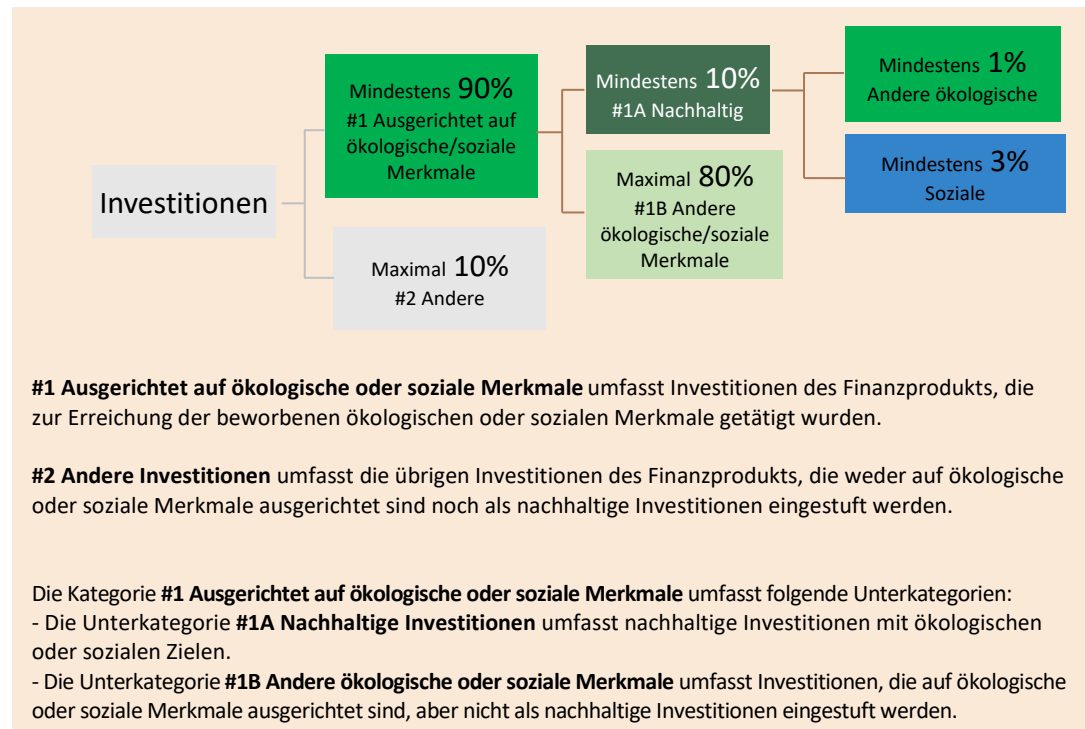 Investitionen
Mindestens 90%
#1 Ausgerichtet auf
ökologische/soziale
Merkmale
Maximal 10%
#2 Andere
Mindestens 10%
#1A Nachhaltig
Maximal 80%
#1B Andere
ökologische/soziale
Merkmale
Mindestens 1%
Andere ökologische
Mindestens 3%
Soziale
#1 Ausgerichtet auf ökologische oder soziale Merkmale umfasst Investitionen des Finanzprodukts, die
zur Erreichung der beworbenen ökologischen oder sozialen Merkmale getätigt wurden.
#2 Andere Investitionen umfasst die übrigen Investitionen des Finanzprodukts, die weder auf ökologische
oder soziale Merkmale ausgerichtet sind noch als nachhaltige Investitionen eingestuft werden.
Die Kategorie #1 Ausgerichtet auf ökologische oder soziale Merkmale umfasst folgende Unterkategorien:
- Die Unterkategorie #1A Nachhaltige Investitionen umfasst nachhaltige Investitionen mit ökologischen
oder sozialen Zielen.
- Die Unterkategorie #1B Andere ökologische oder soziale Merkmale umfasst Investitionen, die auf ökologische
oder soziale Merkmale ausgerichtet sind, aber nicht als nachhaltige Investitionen eingestuft werden.